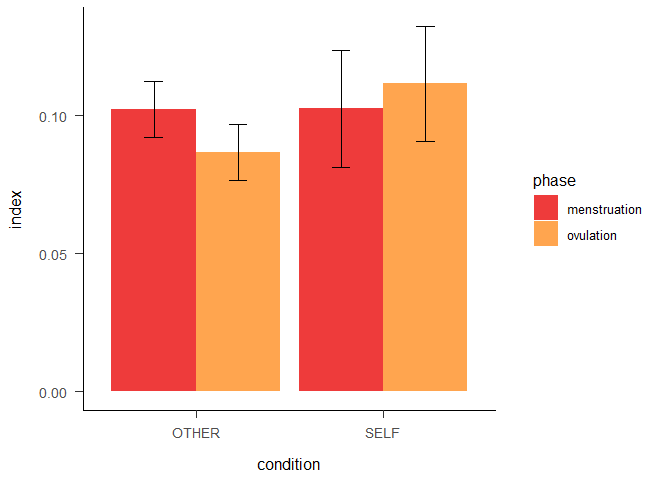 index
0.10
0.05
0.00
OTHER
SELF
condition
phase
menstruation
ovulation